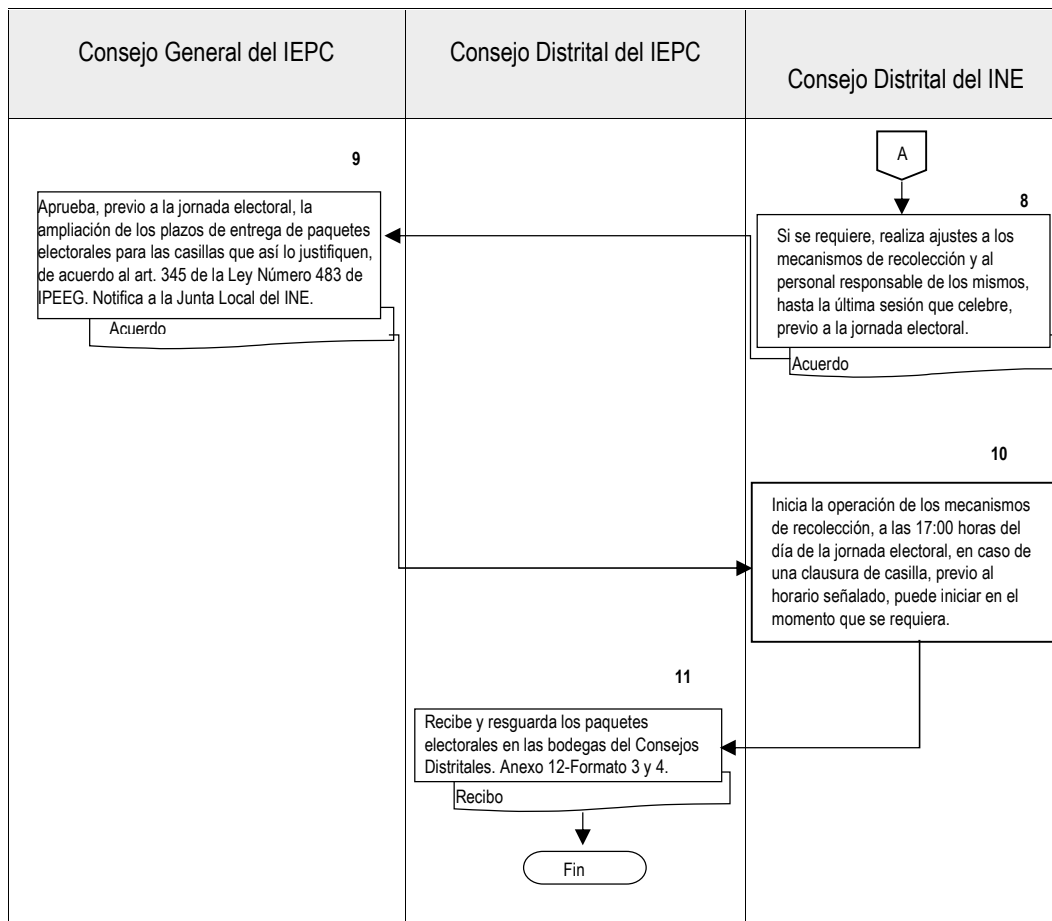 Consejo General del IEPC
Consejo Distrital del IEPC
Consejo Distrital del INE
A
8
Si se requiere, realiza ajustes a los
mecanismos de recolección y al
personal responsable de los mismos,
hasta la última sesión que celebre,
previo a la jornada electoral.
Acuerdo
9
Aprueba, previo a la jornada electoral, la
ampliación de los plazos de entrega de paquetes
electorales para las casillas que así lo justifiquen,
de acuerdo al art. 345 de la Ley Número 483 de
IPEEG. Notifica a la Junta Local del INE.
Acuerdo
10
Inicia la operación de los mecanismos
de recolección, a las 17:00 horas del
día de la jornada electoral, en caso de
una clausura de casilla, previo al
horario señalado, puede iniciar en el
momento que se requiera.
11
Recibe y resguarda los paquetes
electorales en las bodegas del Consejos
Distritales. Anexo 12-Formato 3 y 4.
Recibo
Fin